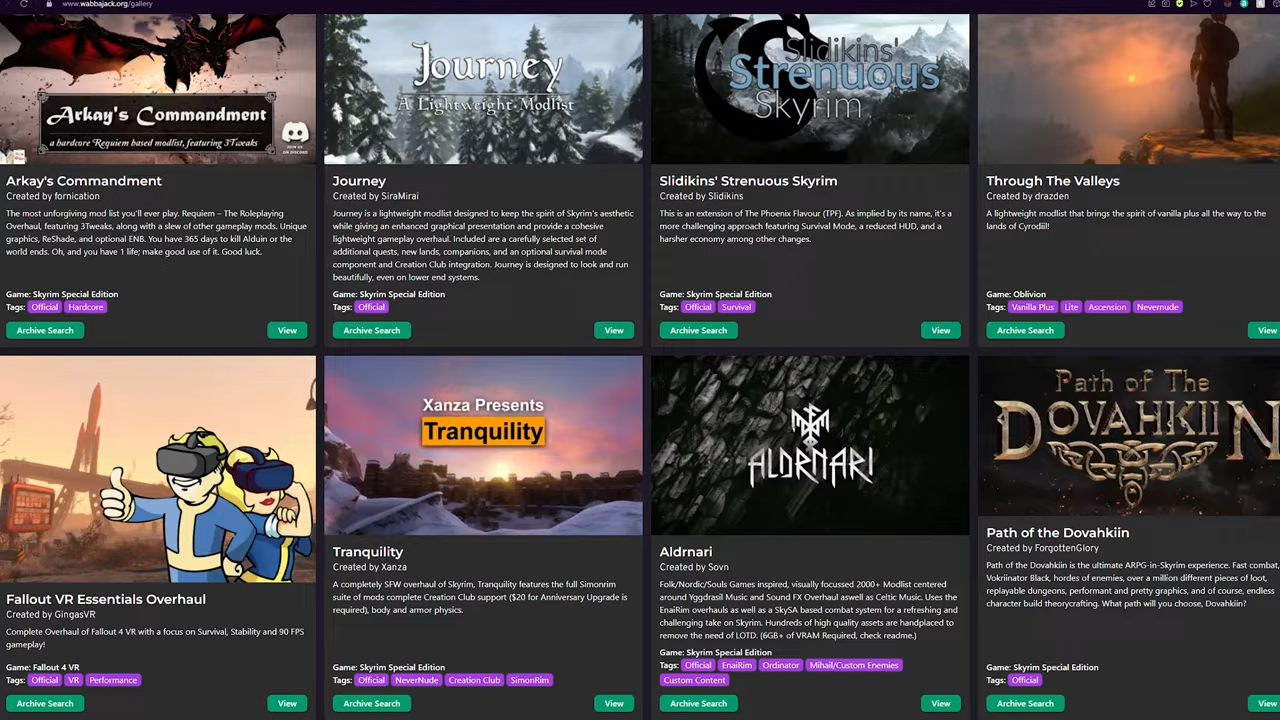 www.wabbajack.org/gallery
Arkay's Commandment
a hardcore Requiem based modlist, featuring 3Tweaks
JOIN US
ON DISCORD
Arkay's Commandment
Created by fornication
The most unforgiving mod list you'll ever play. Requiem – The Roleplaying
Overhaul, featuring 3Tweaks, along with a slew of other gameplay mods. Unique
graphics, ReShade, and optional ENB. You have 365 days to kill Alduin or the
world ends. Oh, and you have 1 life; make good use of it. Good luck.
Game: Skyrim Special Edition
Tags: Official Hardcore
Archive Search View
Journey
A Lightweight Modlist
Journey
Created by SiraMirai
Journey is a lightweight modlist designed to keep the spirit of Skyrim's aesthetic
while giving an enhanced graphical presentation and provide a cohesive
lightweight gameplay overhaul. Included are a carefully selected set of
additional quests, new lands, companions, and an optional survival mode
component and Creation Club integration. Journey is designed to look and run
beautifully, even on lower end systems.
Game: Skyrim Special Edition
Tags: Official
Archive Search View
Slidikins'
Strenuous
Skyrim
Slidikins' Strenuous Skyrim
Created by Slidikins
This is an extension of The Phoenix Flavour (TPF). As implied by its name, it's a
more challenging approach featuring Survival Mode, a reduced HUD, and a
harsher economy among other changes.
Game: Skyrim Special Edition
Tags: Official Survival
Archive Search View
Through The Valleys
Created by drazden
A lightweight modlist that brings the spirit of vanilla plus all the way to the
lands of Cyrodiil!
Game: Oblivion
Tags: Vanilla Plus Lite Ascension Nevernude
Archive Search View
Fallout VR Essentials Overhaul
Created by GingasVR
Complete Overhaul of Fallout 4 VR with a focus on Survival, Stability and 90 FPS
gameplay!
Game: Fallout 4 VR
Tags: Official VR Performance
Archive Search View
Xanza Presents
Tranquility
Tranquility
Created by Xanza
A completely SFW overhaul of Skyrim, Tranquility features the full Simonrim
suite of mods complete Creation Club support ($20 for Anniversary Upgrade is
required), body and armor physics.
Game: Skyrim Special Edition
Tags: Official NeverNude Creation Club SimonRim
Archive Search View
ALDRNARI
Aldrnari
Created by Sovn
Folk/Nordic/Souls Games inspired, visually focussed 2000+ Modlist centered
around Yggdrasil Music and Sound FX Overhaul aswell as Celtic Music. Uses the
EnaiRim overhauls as well as a SkySA based combat system for a refreshing and
challenging take on Skyrim. Hundreds of high quality assets are handplaced to
remove the need of LOTD. (6GB+ of VRAM Required, check readme.)
Game: Skyrim Special Edition
Tags: Official EnaiRim Ordinator Mihail/Custom Enemies
Custom Content
Archive Search View
Path of The
DOVAHKIIN
Path of the Dovahkiin
Created by ForgottenGlory
Path of the Dovahkiin is the ultimate ARPG-in-Skyrim experience. Fast combat,
Vokriinator Black, hordes of enemies, over a million different pieces of loot,
replayable dungeons, performant and pretty graphics, and of course, endless
character build theorycrafting. What path will you choose, Dovahkiin?
Game: Skyrim Special Edition
Tags: Official
Archive Search View